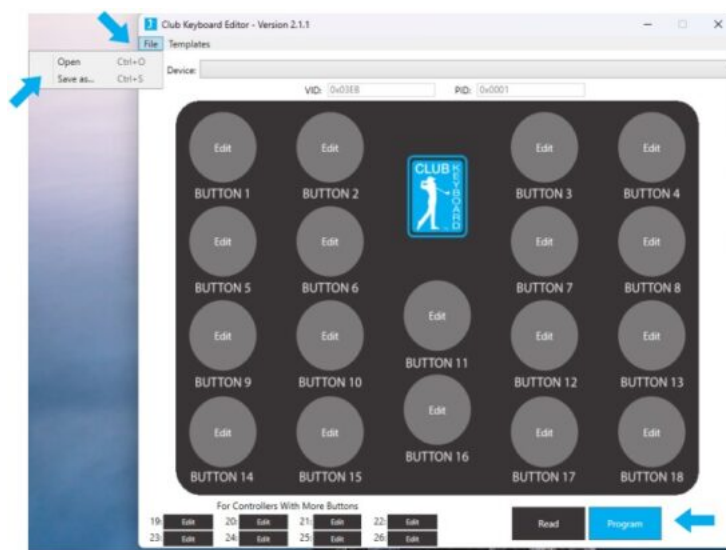 Club Keyboard Editor - Version 2.1.1
File Templates
Open Ctrl+O
Save as... Ctrl+S
Device:
VID: 0x03EB PID: 0x0001
Edit Edit Edit Edit
CLUB KEYBOARD
BUTTON 1 BUTTON 2 BUTTON 3 BUTTON 4
Edit Edit Edit Edit
BUTTON 5 BUTTON 6 BUTTON 7 BUTTON 8
Edit Edit Edit Edit Edit
BUTTON 11
BUTTON 9 BUTTON 10 BUTTON 12 BUTTON 13
Edit Edit Edit Edit Edit
BUTTON 16
BUTTON 14 BUTTON 15 BUTTON 17 BUTTON 18
For Controllers With More Buttons
19: Edit 20: Edit 21: Edit 22: Edit
23: Edit 24: Edit 25: Edit 26: Edit
Read Program